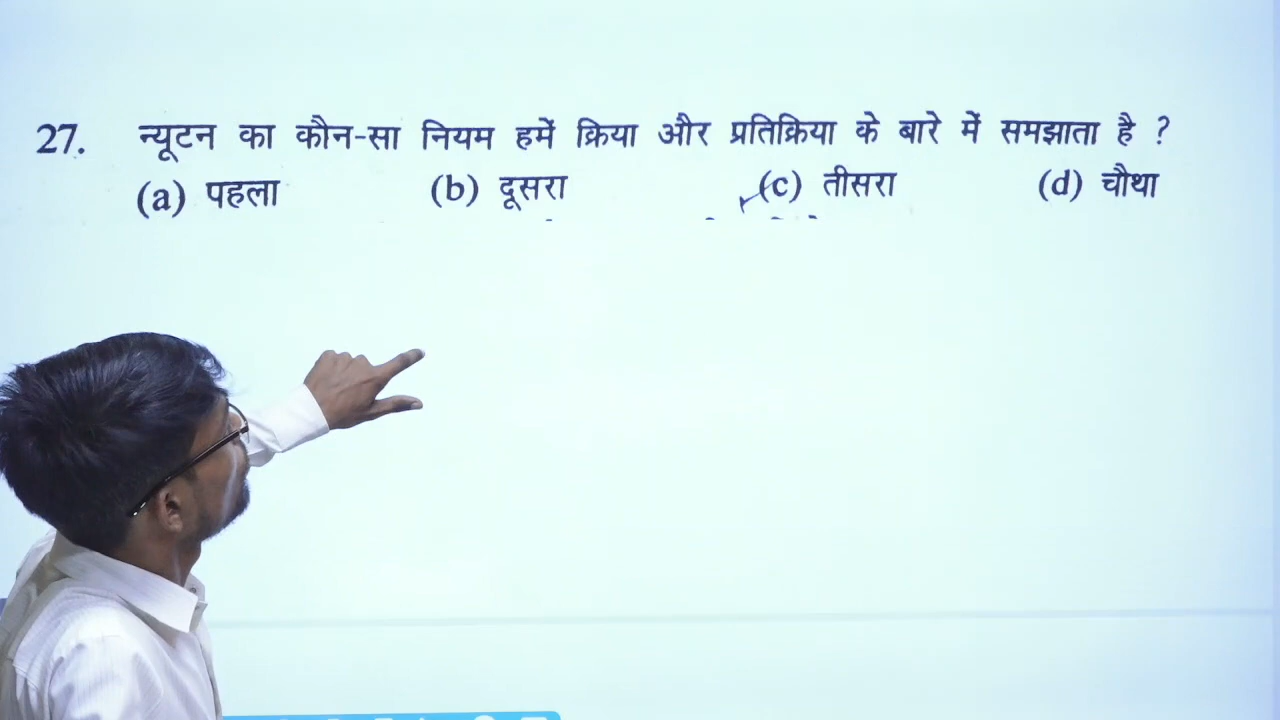 27. न्यूटन का कौन-सा नियम हमें क्रिया और प्रतिक्रिया के बारे में समझाता है ?
(a) पहला (b) दूसरा (c) तीसरा (d) चौथा